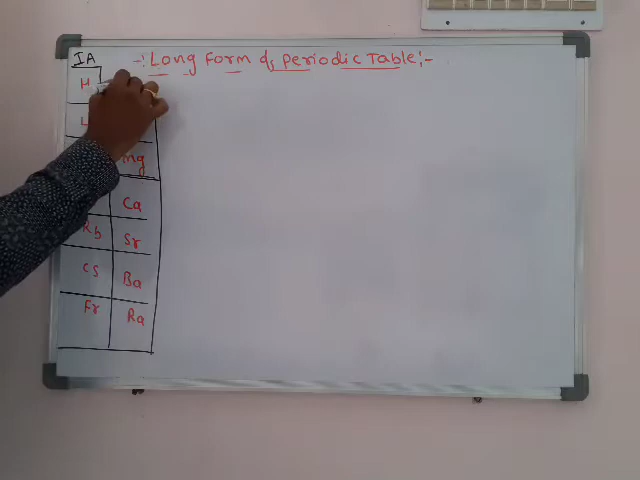 IA -: Long Form of Periodic Table :-
H
L
Mg
Ca
Rb Sr
Cs Ba
Fr Ra